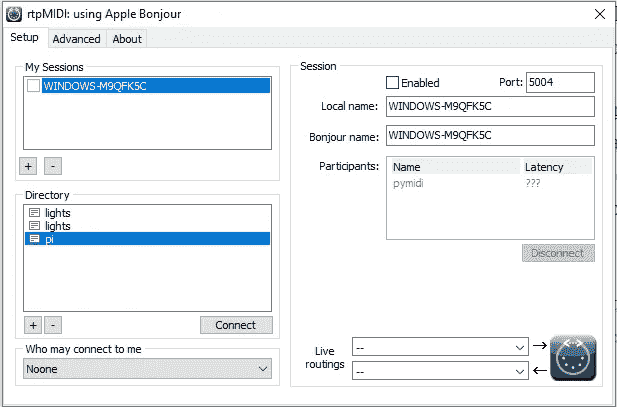 rtpMIDI: using Apple Bonjour
Setup Advanced About
My Sessions
WINDOWS-M9QFK5C
+ -
Directory
lights
lights
pi
+ - Connect
Who may connect to me
Noone
Session
Enabled Port: 5004
Local name: WINDOWS-M9QFK5C
Bonjour name: WINDOWS-M9QFK5C
Participants: Name Latency
pymidi ???
Disconnect
Live routings
--
--